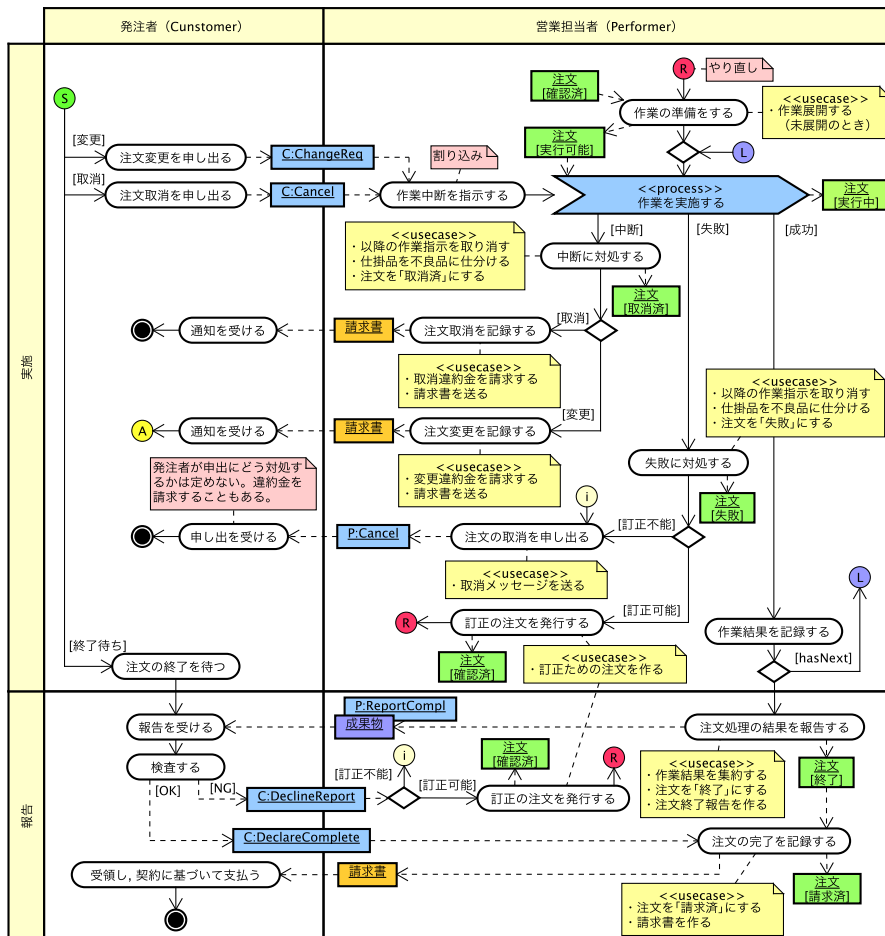 発注者（Cunstomer）
営業担当者（Performer）
実施
S
R
やり直し
注文
[確認済]
作業の準備をする
<<usecase>>
・作業展開する
（未展開のとき）
[変更]
注文変更を申し出る
C:ChangeReq
割り込み
注文
[実行可能]
L
[取消]
注文取消を申し出る
C:Cancel
作業中断を指示する
<<process>>
作業を実施する
注文
[実行中]
[中断]
[失敗]
[成功]
<<usecase>>
・以降の作業指示を取り消す
・仕掛品を不良品に仕分ける
・注文を｢取消済｣にする
中断に対処する
注文
[取消済]
通知を受ける
請求書
注文取消を記録する
[取消]
<<usecase>>
・取消違約金を請求する
・請求書を送る
<<usecase>>
・以降の作業指示を取り消す
・仕掛品を不良品に仕分ける
・注文を｢失敗｣にする
A
通知を受ける
請求書
注文変更を記録する
[変更]
<<usecase>>
・変更違約金を請求する
・請求書を送る
失敗に対処する
注文
[失敗]
発注者が申出にどう対処す
るかは定めない。違約金を
請求することもある。
i
申し出を受ける
P:Cancel
注文の取消を申し出る
[訂正不能]
<<usecase>>
・取消メッセージを送る
L
R
訂正の注文を発行する
[訂正可能]
作業結果を記録する
[終了待ち]
注文の終了を待つ
注文
[確認済]
<<usecase>>
・訂正ための注文を作る
[hasNext]
報告
P:ReportCompl
報告を受ける
成果物
注文処理の結果を報告する
検査する
i
注文
[確認済]
R
<<usecase>>
・作業結果を集約する
・注文を｢終了｣にする
・注文終了報告を作る
注文
[終了]
[OK]
[NG]
[訂正不能]
[訂正可能]
C:DeclineReport
訂正の注文を発行する
C:DeclareComplete
注文の完了を記録する
受領し, 契約に基づいて支払う
請求書
注文
[請求済]
<<usecase>>
・注文を｢請求済｣にする
・請求書を作る